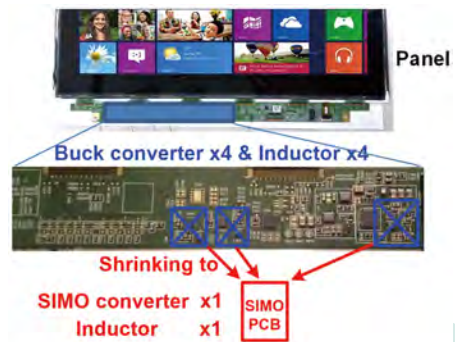 Panel
Buck converter x4 & Inductor x4
Shrinking to
SIMO converter x1
Inductor x1
SIMO
PCB